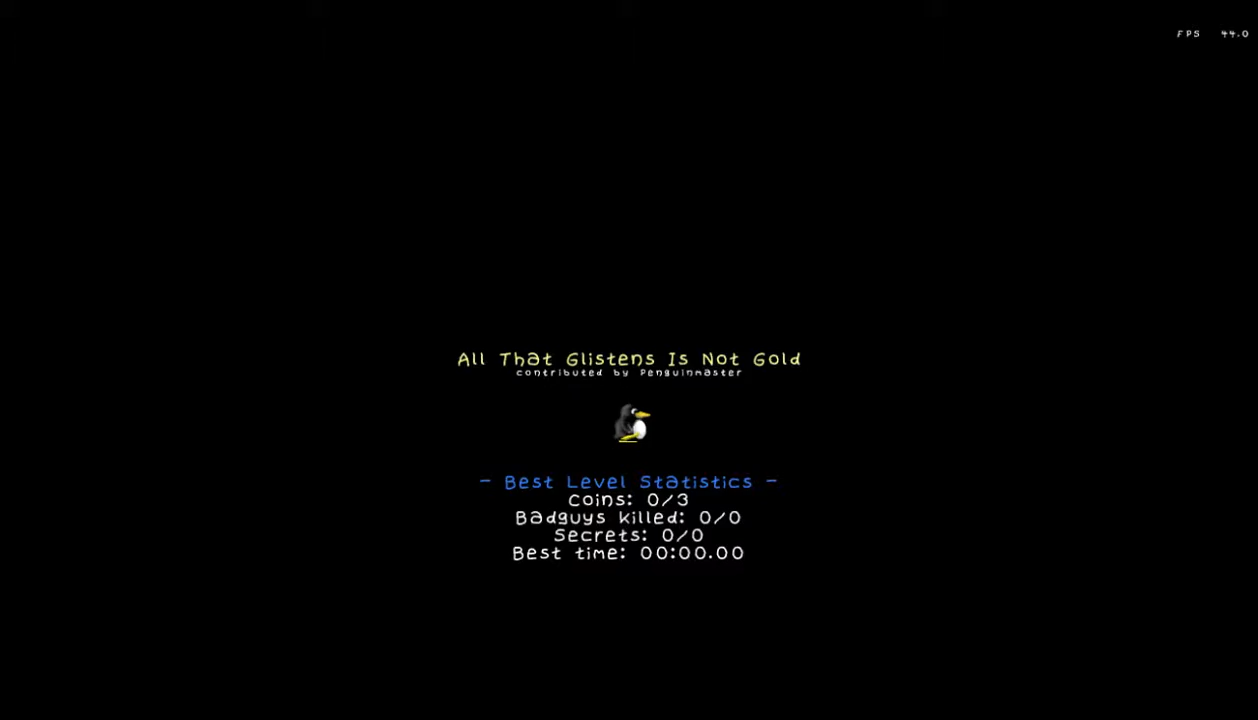 FPS 44.0
All That Glistens Is Not Gold
contributed by Penguinmaster
- Best Level Statistics -
Coins: 0/3
Badguys killed: 0/0
Secrets: 0/0
Best time: 00:00.00